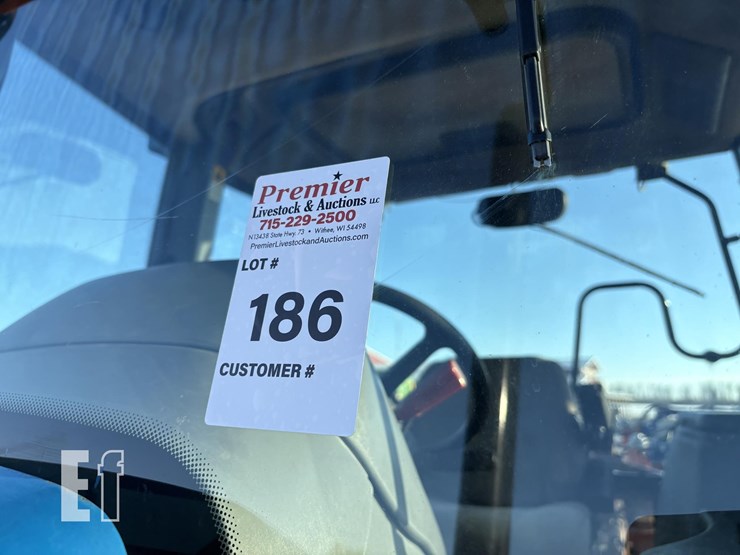 Premier
Livestock & Auctions LLC
715-229-2500
N13438 State Hwy. 73 • Withee, WI 54498
PremierLivestockandAuctions.com
LOT #
186
CUSTOMER #
Ef